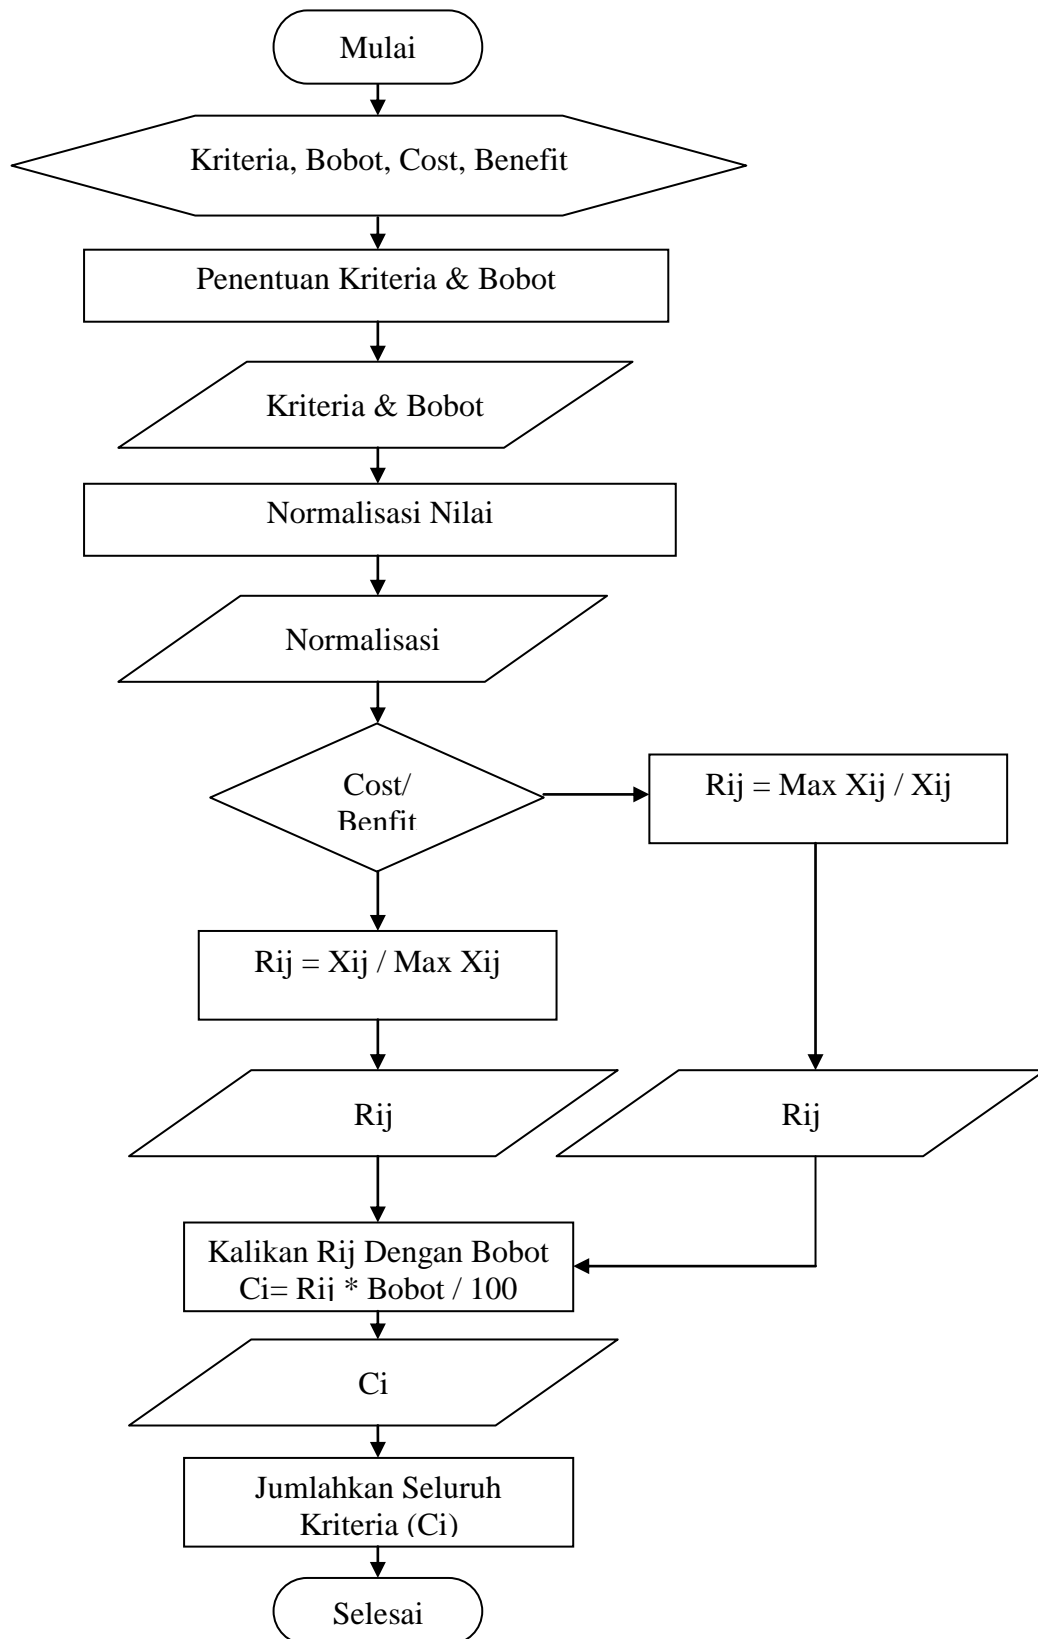 Mulai
Kriteria, Bobot, Cost, Benefit
Penentuan Kriteria & Bobot
Kriteria & Bobot
Normalisasi Nilai
Normalisasi
Cost/
Benfit
Rij = Max Xij / Xij
Rij = Xij / Max Xij
Rij
Rij
Kalikan Rij Dengan Bobot
Ci= Rij * Bobot / 100
Ci
Jumlahkan Seluruh
Kriteria (Ci)
Selesai